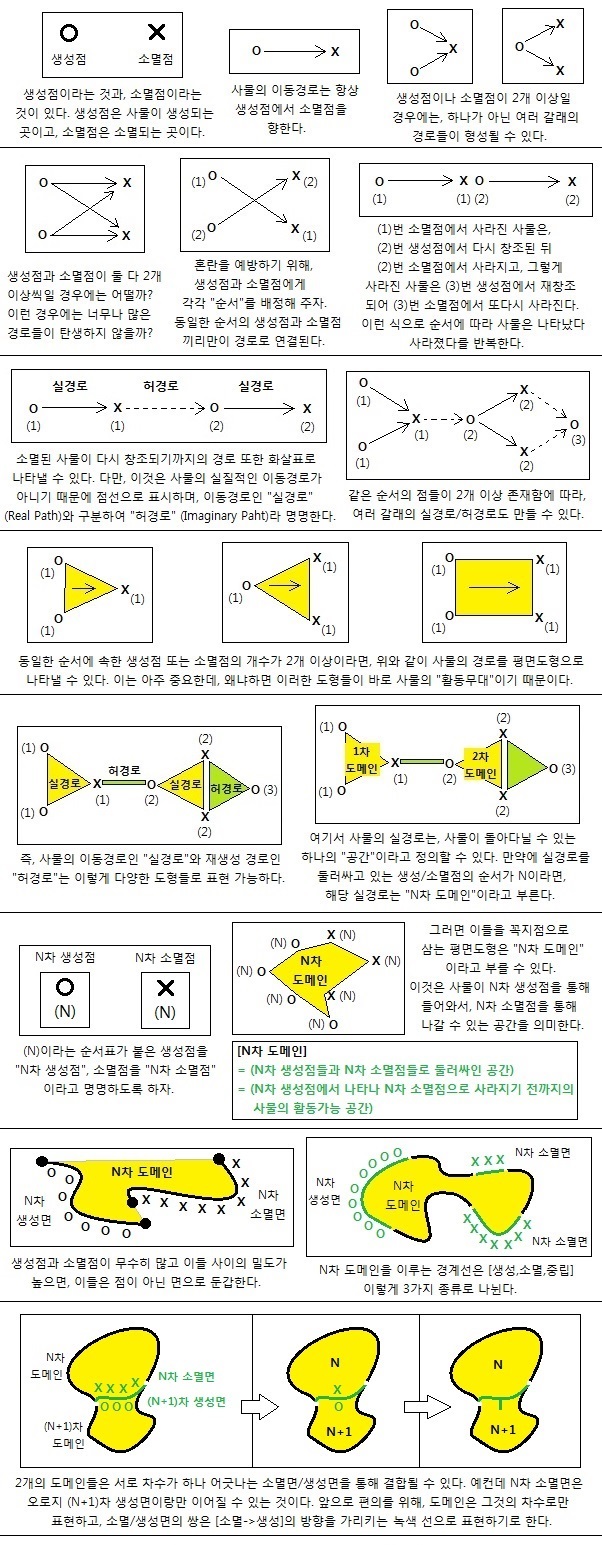 O X
생성점 소멸점
생성점이라는 것과, 소멸점이라는
것이 있다. 생성점은 사물이 생성되는
곳이고, 소멸점은 소멸되는 곳이다.
O X
사물의 이동경로는 항상
생성점에서 소멸점을
향한다.
O
X
O
X
O
X
생성점이나 소멸점이 2개 이상일
경우에는, 하나가 아닌 여러 갈래의
경로들이 형성될 수 있다.
O X
O X
생성점과 소멸점이 둘 다 2개
이상씩일 경우에는 어떨까?
이런 경우에는 너무나 많은
경로들이 탄생하지 않을까?
(1) O X (2)
(2) O X (1)
혼란을 예방하기 위해,
생성점과 소멸점에게
각각 "순서"를 배정해 주자.
동일한 순서의 생성점과 소멸점
끼리만이 경로로 연결된다.
O X O X
(1) (1) (2) (2)
(1)번 소멸점에서 사라진 사물은,
(2)번 생성점에서 다시 창조된 뒤
(2)번 소멸점에서 사라지고, 그렇게
사라진 사물은 (3)번 생성점에서 재창조
되어 (3)번 소멸점에서 또다시 사라진다.
이런 식으로 순서에 따라 사물은 나타났다
사라졌다를 반복한다.
실경로 허경로 실경로
O X O X
(1) (1) (2) (2)
소멸된 사물이 다시 창조되기까지의 경로 또한 화살표로
나타낼 수 있다. 다만, 이것은 사물의 실질적인 이동경로가
아니기 때문에 점선으로 표시하며, 이동경로인 "실경로"
(Real Path)와 구분하여 "허경로" (Imaginary Paht)라 명명한다.
O X
(1) (2)
X O O
(1) (2) (3)
O X
(1) (2)
같은 순서의 점들이 2개 이상 존재함에 따라,
여러 갈래의 실경로/허경로도 만들 수 있다.
O
(1)
X (1)
O
(1)
X
(1)
O
(1)
X
(1)
O X
(1) (1)
O X
(1) (1)
동일한 순서에 속한 생성점 또는 소멸점의 개수가 2개 이상이라면, 위와 같이 사물의 경로를 평면도형으로
나타낼 수 있다. 이는 아주 중요한데, 왜냐하면 이러한 도형들이 바로 사물의 "활동무대"이기 때문이다.
(1) O
(2)
X
허경로
실경로 X O 실경로 허경로 O (3)
(1) (2)
(1) O
X
(2)
즉, 사물의 이동경로인 "실경로"와 재생성 경로인
"허경로"는 이렇게 다양한 도형들로 표현 가능하다.
(2)
(1) O X
1차
도메인
X O
2차
도메인
O (3)
(1) (2)
(1) O X
(2)
여기서 사물의 실경로는, 사물이 돌아다닐 수 있는
하나의 "공간"이라고 정의할 수 있다. 만약에 실경로를
둘러싸고 있는 생성/소멸점의 순서가 N이라면,
해당 실경로는 "N차 도메인"이라고 부른다.
N차 생성점 N차 소멸점
O X
(N) (N)
(N)이라는 순서표가 붙은 생성점을
"N차 생성점", 소멸점을 "N차 소멸점"
이라고 명명하도록 하자.
(N) O X (N)
(N) O N차 X (N)
도메인
(N) O X (N)
(N) O
그러면 이들을 꼭지점으로
삼는 평면도형은 "N차 도메인"
이라고 부를 수 있다.
이것은 사물이 N차 생성점을 통해
들어와서, N차 소멸점을 통해
나갈 수 있는 공간을 의미한다.
[N차 도메인]
= (N차 생성점들과 N차 소멸점들로 둘러싸인 공간)
= (N차 생성점에서 나타나 N차 소멸점으로 사라지기 전까지의
사물의 활동가능 공간)
N차 도메인
O O O O O O O
X X X X X X X X X
N차
생성면
N차
소멸면
생성점과 소멸점이 무수히 많고 이들 사이의 밀도가
높으면, 이들은 점이 아닌 면으로 둔갑한다.
O O O O O O O O O
X X X
N차 소멸면
N차
생성면
N차
도메인
X X X X X X X X
N차 소멸면
N차 도메인을 이루는 경계선은 [생성,소멸,중립]
이렇게 3가지 종류로 나뉜다.
N차
도메인
X X X X
N차 소멸면
O O O
(N+1)차 생성면
(N+1)차
도메인
N
X
O
N+1
N
N+1
2개의 도메인들은 서로 차수가 하나 어긋나는 소멸면/생성면을 통해 결합될 수 있다. 예컨데 N차 소멸면은
오로지 (N+1)차 생성면이랑만 이어질 수 있는 것이다. 앞으로 편의를 위해, 도메인은 그것의 차수로만
표현하고, 소멸/생성면의 쌍은 [소멸->생성]의 방향을 가리키는 녹색 선으로 표현하기로 한다.